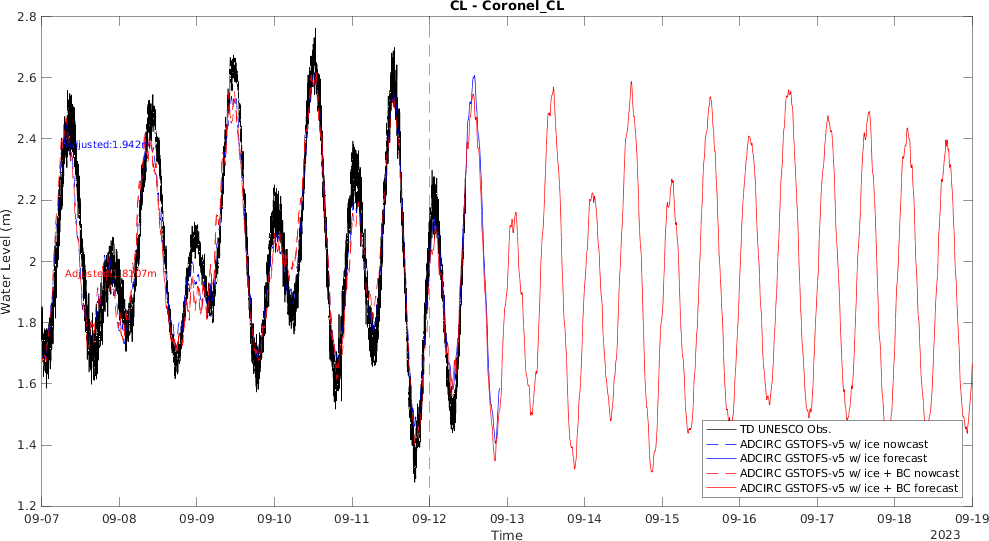 CL - Coronel_CL
2.8
2.6
2.4
2.2
2
1.8
1.6
1.4
1.2
Water Level (m)
09-07
09-08
09-09
09-10
09-11
09-12
09-13
09-14
09-15
09-16
09-17
09-18
09-19
Time
2023
TD UNESCO Obs.
ADCIRC GSTOFS-v5 w/ ice nowcast
ADCIRC GSTOFS-v5 w/ ice forecast
ADCIRC GSTOFS-v5 w/ ice + BC nowcast
ADCIRC GSTOFS-v5 w/ ice + BC forecast